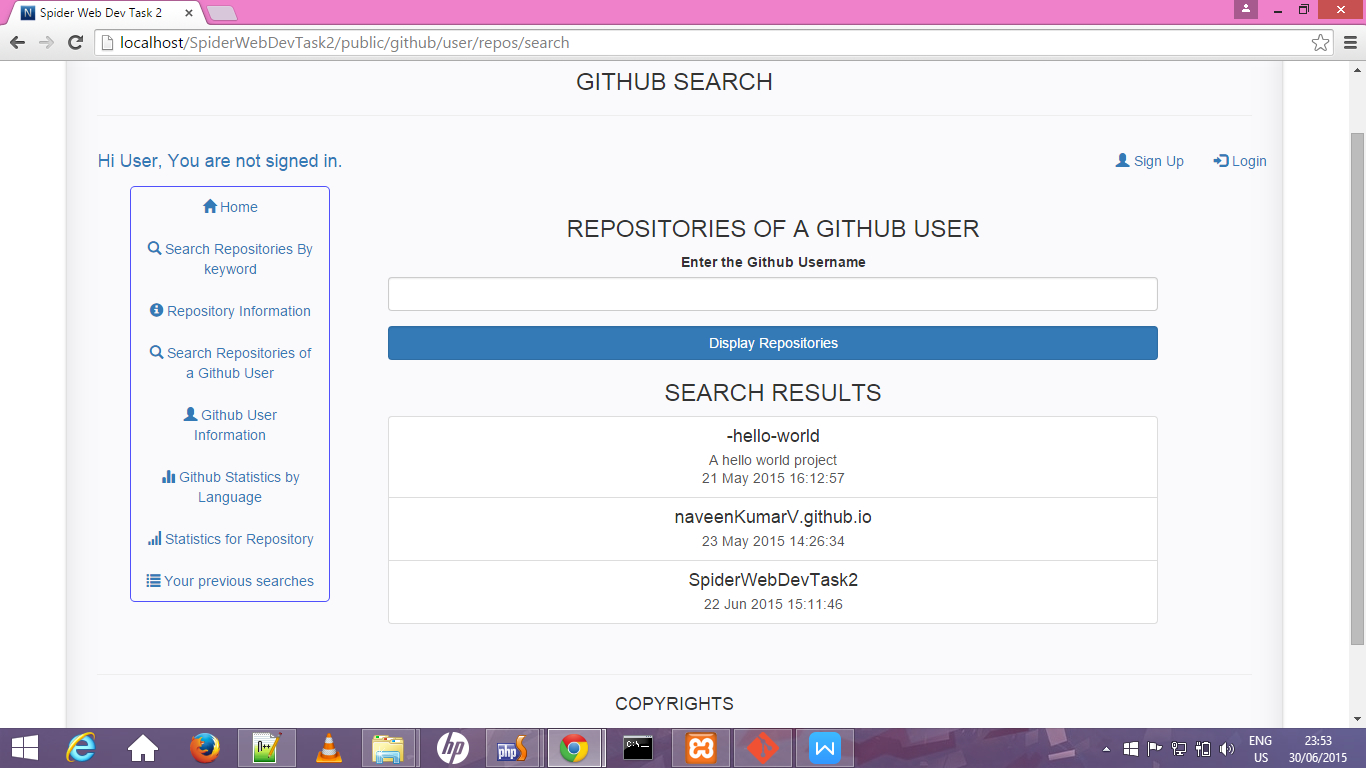 Spider Web Dev Task 2
localhost/SpiderWebDevTask2/public/github/user/repos/search
GITHUB SEARCH
Hi User, You are not signed in.
Sign Up
Login
Home
Search Repositories By
keyword
Repository Information
Search Repositories of
a Github User
Github User
Information
Github Statistics by
Language
Statistics for Repository
Your previous searches
REPOSITORIES OF A GITHUB USER
Enter the Github Username
Display Repositories
SEARCH RESULTS
-hello-world
A hello world project
21 May 2015 16:12:57
naveenKumarV.github.io
23 May 2015 14:26:34
SpiderWebDevTask2
22 Jun 2015 15:11:46
COPYRIGHTS
hp
php
C:\_
ENG
US
23:53
30/06/2015